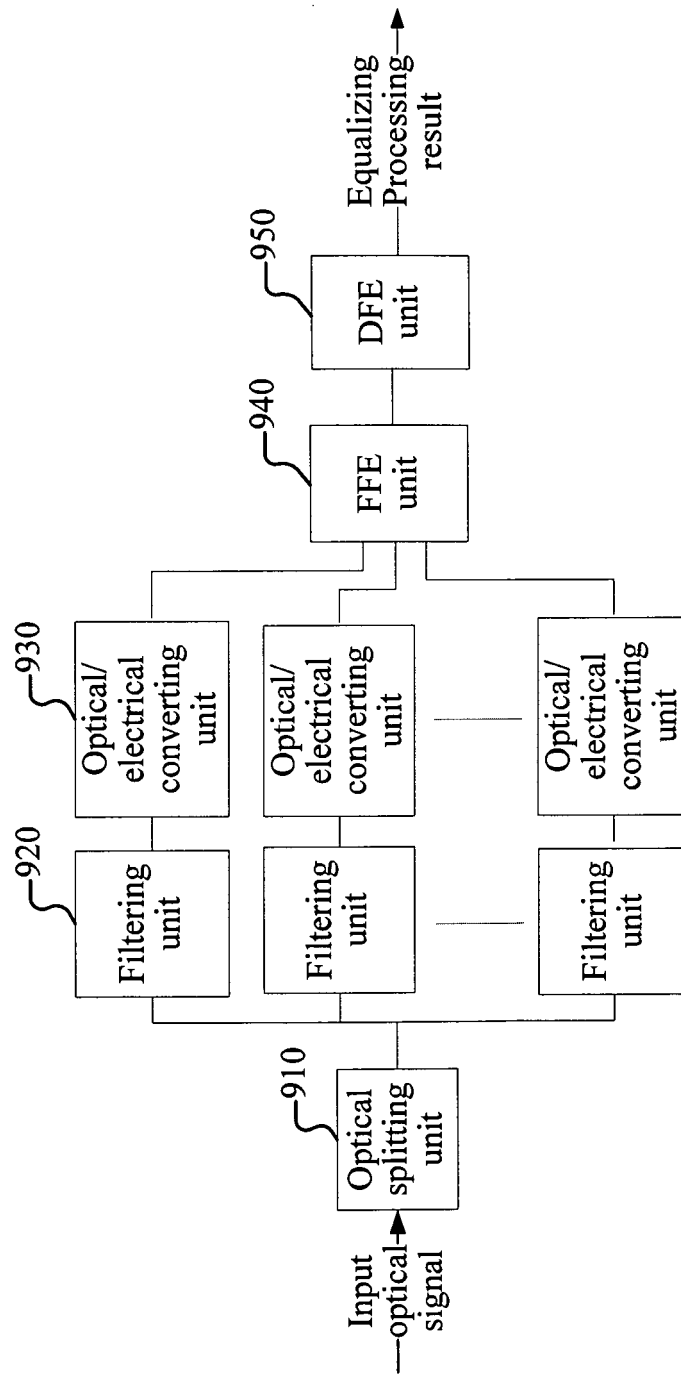 Input
optical
signal
910
Optical
splitting
unit
920
Filtering
unit
930
Optical/
electrical
converting
unit
Filtering
unit
Optical/
electrical
converting
unit
Filtering
unit
Optical/
electrical
converting
unit
940
FFE
unit
950
DFE
unit
Equalizing
Processing
result